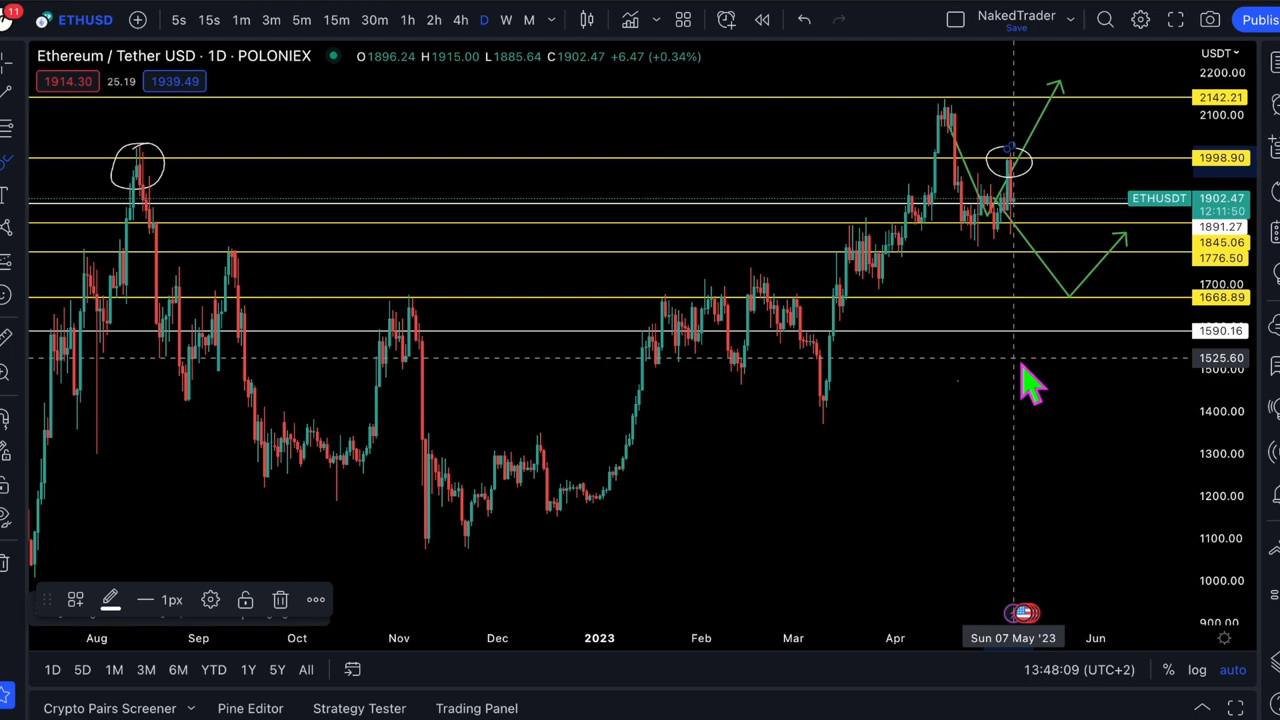 11
ETHUSD 5s 15s 1m 3m 5m 15m 30m 1h 2h 4h D W M NakedTrader Save Publis
Ethereum / Tether USD · 1D · POLONIEX O1896.24 H1915.00 L1885.64 C1902.47 +6.47 (+0.34%) USDT
1914.30 25.19 1939.49
2200.00
2142.21
2100.00
1998.90
ETHUSDT 1902.47
12:11:50
1891.27
1845.06
1776.50
1700.00
1668.89
1590.16
1525.60
1500.00
1400.00
1300.00
1200.00
1100.00
1000.00
900.00
1px
Aug Sep Oct Nov Dec 2023 Feb Mar Apr Sun 07 May '23 Jun
1D 5D 1M 3M 6M YTD 1Y 5Y All 13:48:09 (UTC+2) % log auto
Crypto Pairs Screener Pine Editor Strategy Tester Trading Panel